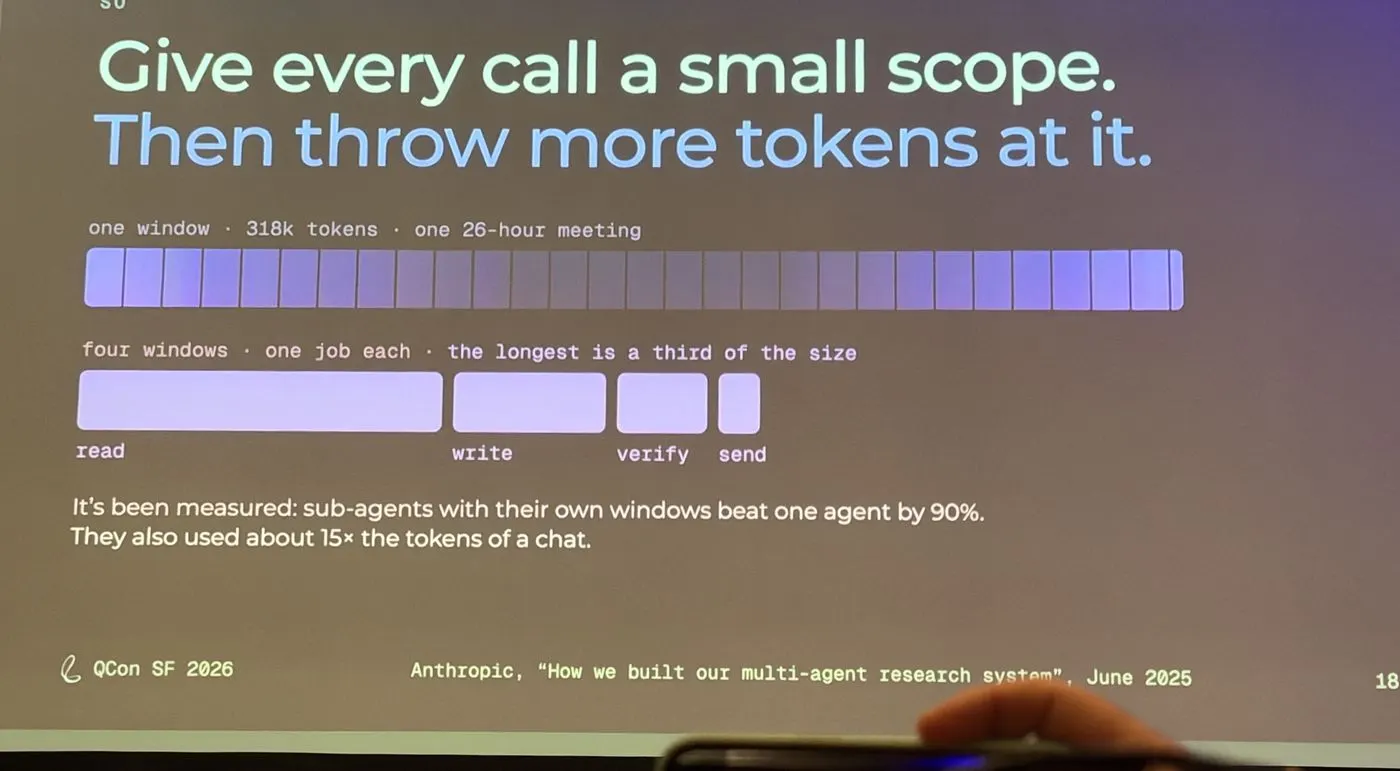 so
Give every call a small scope.
Then throw more tokens at it.
one window · 318k tokens · one 26-hour meeting
four windows · one job each · the longest is a third of the size
read write verify send
It's been measured: sub-agents with their own windows beat one agent by 90%.
They also used about 15× the tokens of a chat.
QCon SF 2026 Anthropic, “How we built our multi-agent research system”, June 2025 18